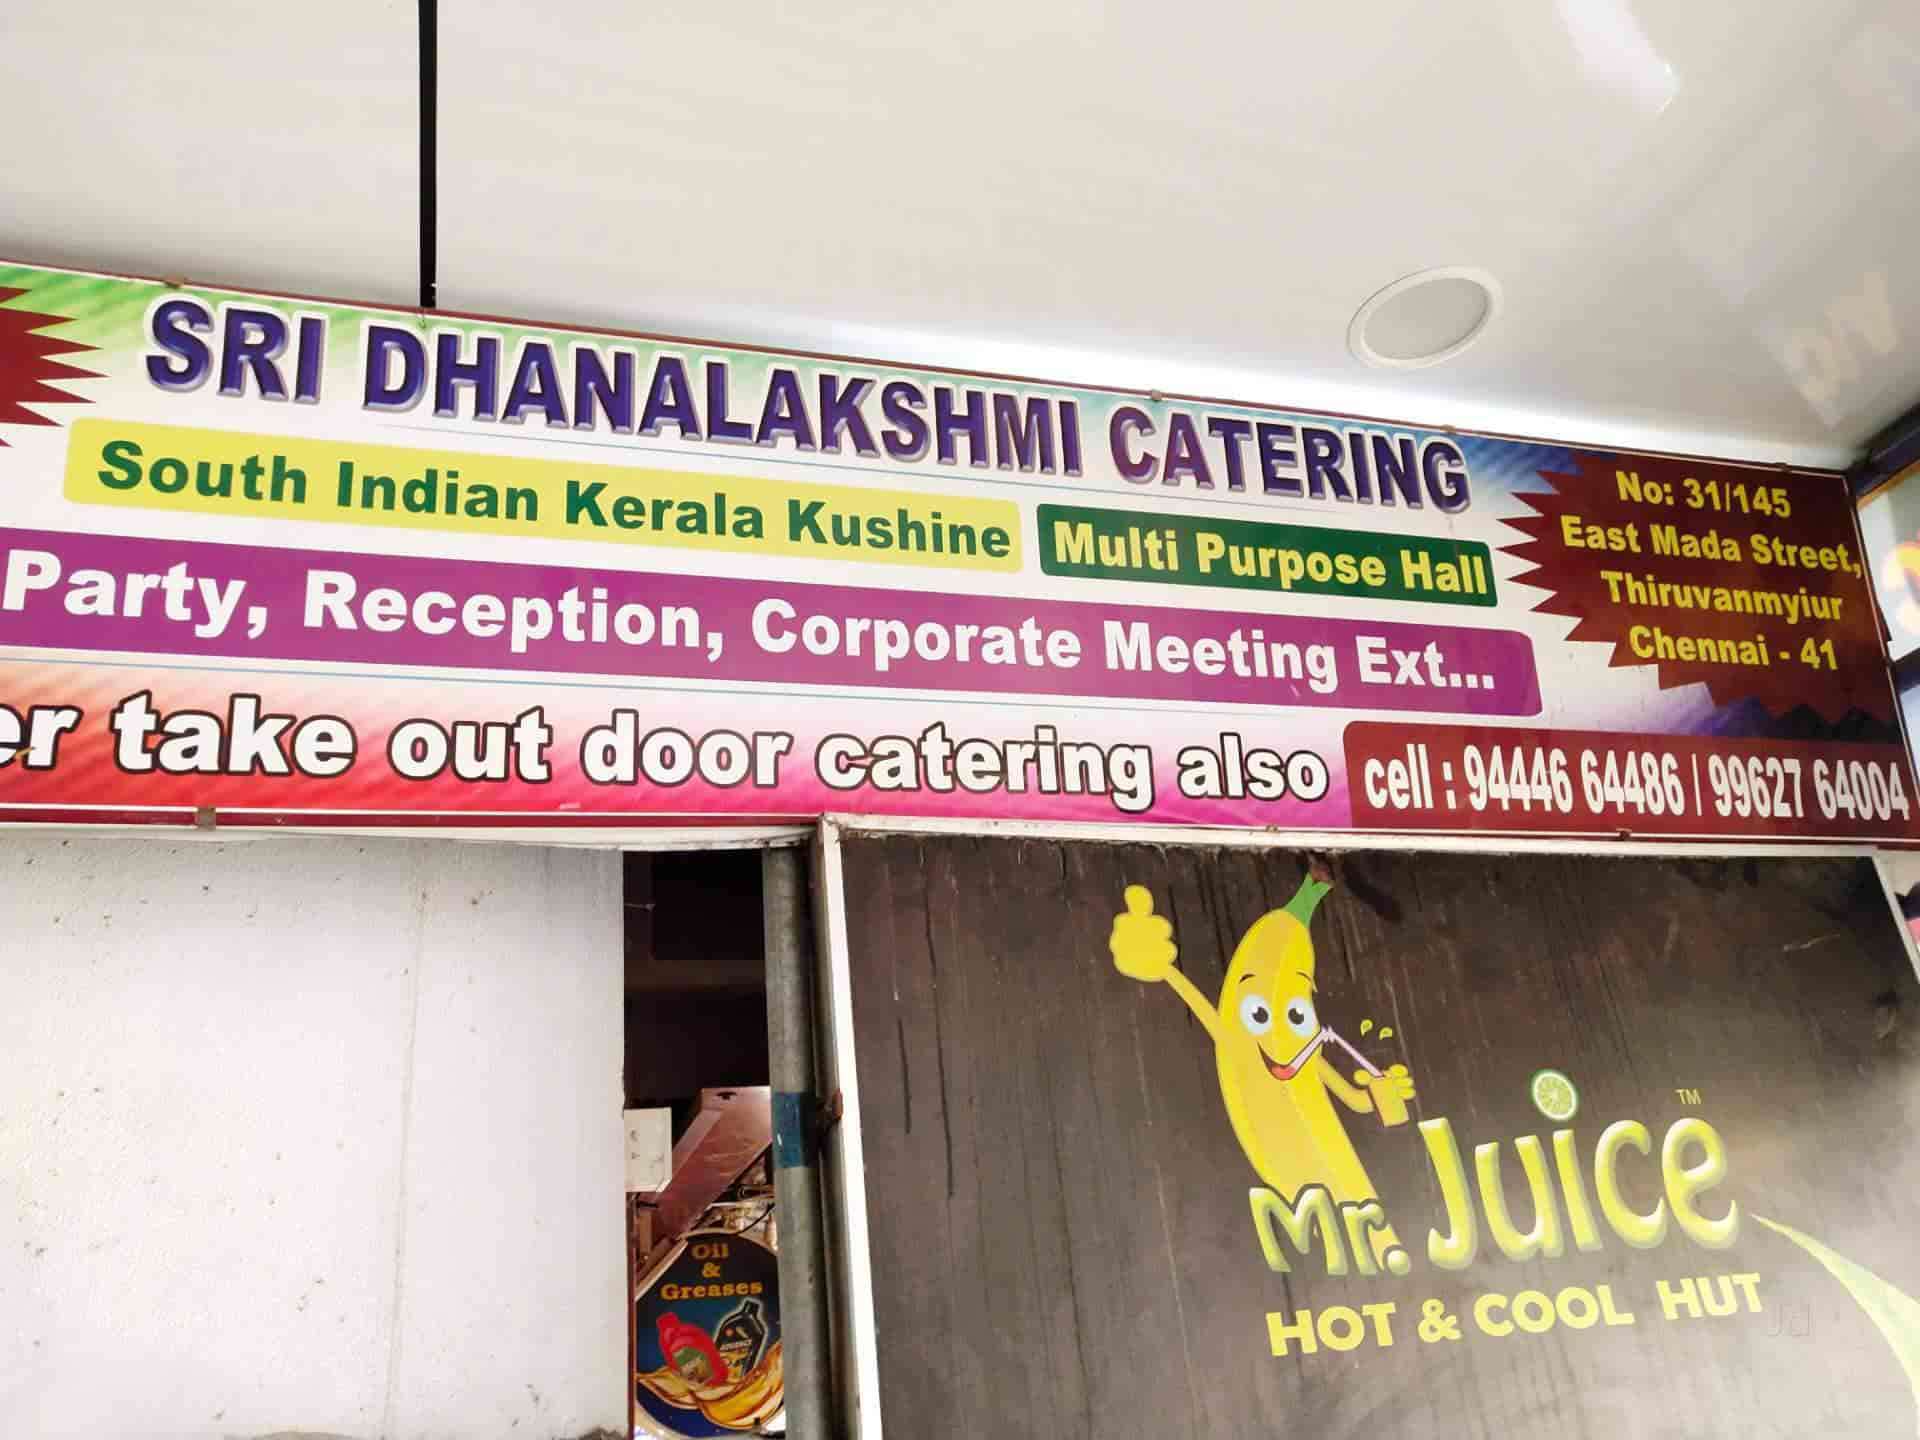 SRI DHANALAKSHMI CATERING
South Indian Kerala Kushine
Multi Purpose Hall
Party, Reception, Corporate Meeting Ext...
er take out door catering also
No: 31/145
East Mada Street,
Thiruvanmyiur
Chennai - 41
cell : 94446 64486 / 99627 64004
Mr. Juice TM
HOT & COOL HUT
Oil
&
Greases
Jd